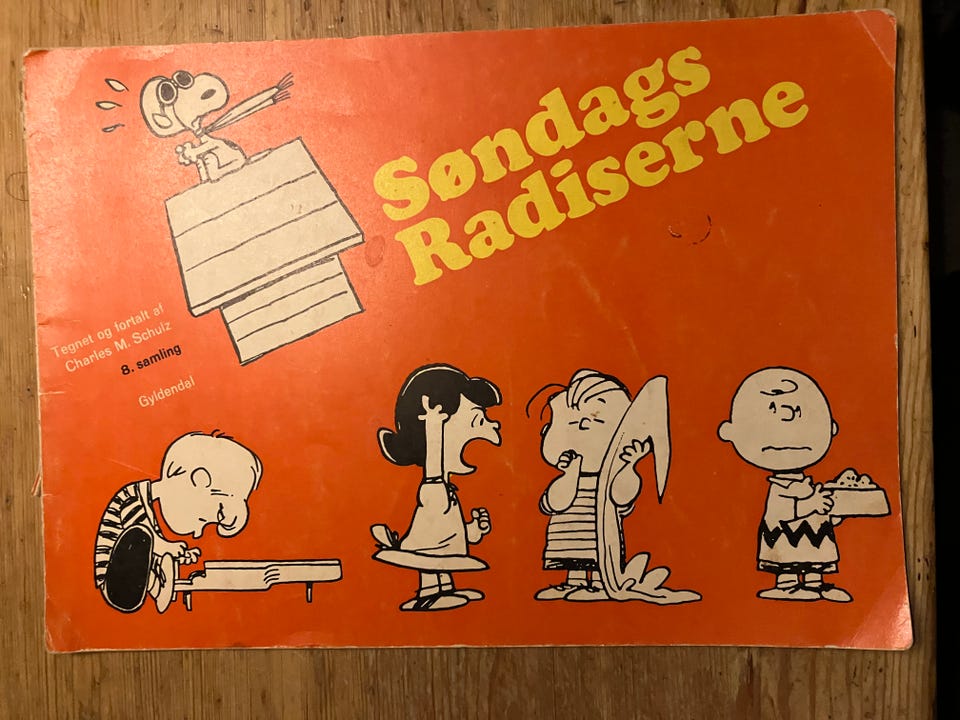 Søndags
Radiserne
Tegnet og fortalt af
Charles M. Schulz
8. samling
Gyldendal